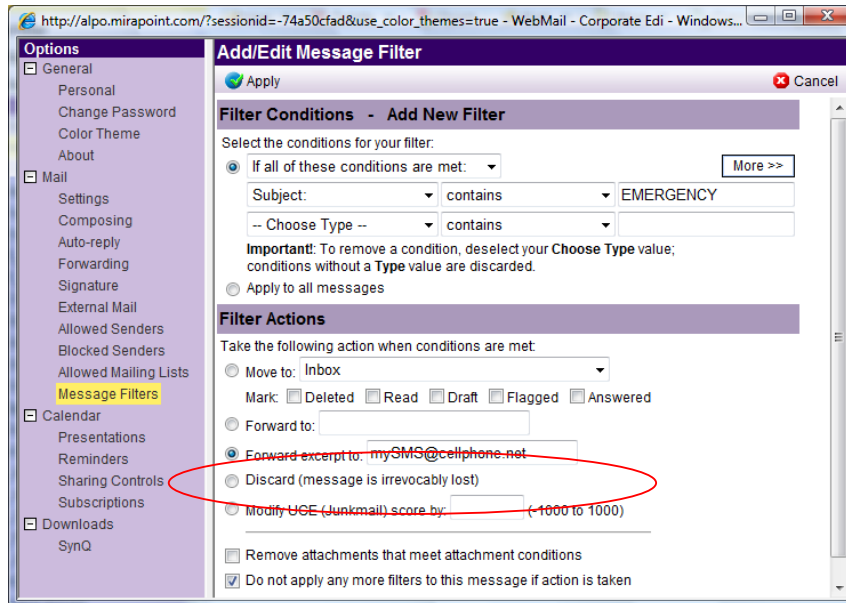 http://alpo.mirapoint.com/?sessionid=-74a50cfad&use_color_themes=true - WebMail - Corporate Edi - Windows...
Options
General
Personal
Change Password
Color Theme
About
Mail
Settings
Composing
Auto-reply
Forwarding
Signature
External Mail
Allowed Senders
Blocked Senders
Allowed Mailing Lists
Message Filters
Calendar
Presentations
Reminders
Sharing Controls
Subscriptions
Downloads
SynQ
Add/Edit Message Filter
Apply Cancel
Filter Conditions - Add New Filter
Select the conditions for your filter:
If all of these conditions are met: More >>
Subject: contains EMERGENCY
-- Choose Type -- contains
Important!: To remove a condition, deselect your Choose Type value;
conditions without a Type value are discarded.
Apply to all messages
Filter Actions
Take the following action when conditions are met:
Move to: Inbox
Mark: Deleted Read Draft Flagged Answered
Forward to:
Forward excerpt to: mySMS@cellphone.net
Discard (message is irrevocably lost)
Modify UCE (Junkmail) score by: (-1000 to 1000)
Remove attachments that meet attachment conditions
Do not apply any more filters to this message if action is taken